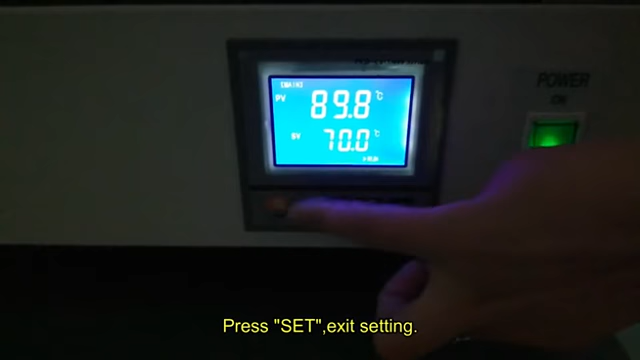 POWER
ON
PV 89.8 °C
SV 70.0 °C
Press "SET",exit setting.